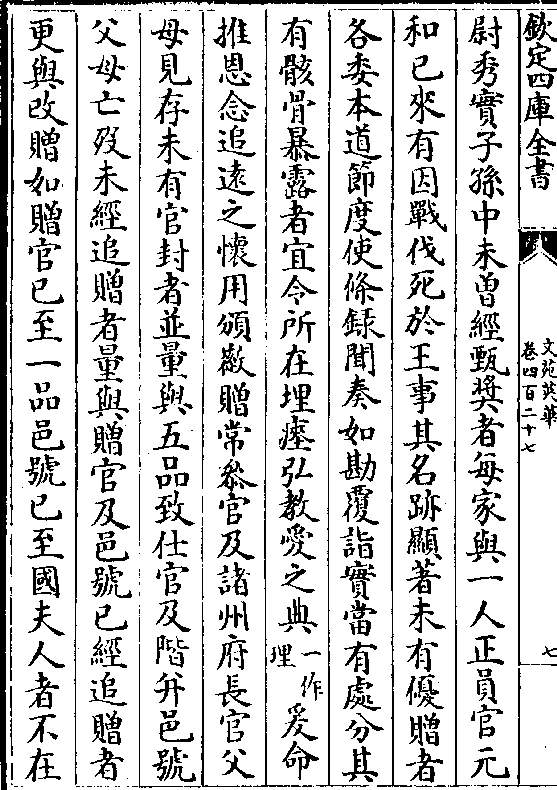 欽定四庫全書
文苑英華
卷四百二十七
七
尉秀實子孫中未曾經甄奬者每家與一人正員官元
和已來有因戰伐死於王事其名跡顯著未有優贈者
各委本道節度使條錄聞奏如勘覆詣實當有處分其
有骸骨暴露者宜令所在埋瘞弘教愛之典一作理爰命
推恩念追遠之懷用頒敭贈常叅官及諸州府長官父
母見存未有官封者並量與五品致仕官及階并邑號
父母亡歿未經追贈者量與贈官及邑號已經追贈者
更與改贈如贈官已至一品邑號已至國夫人者不在